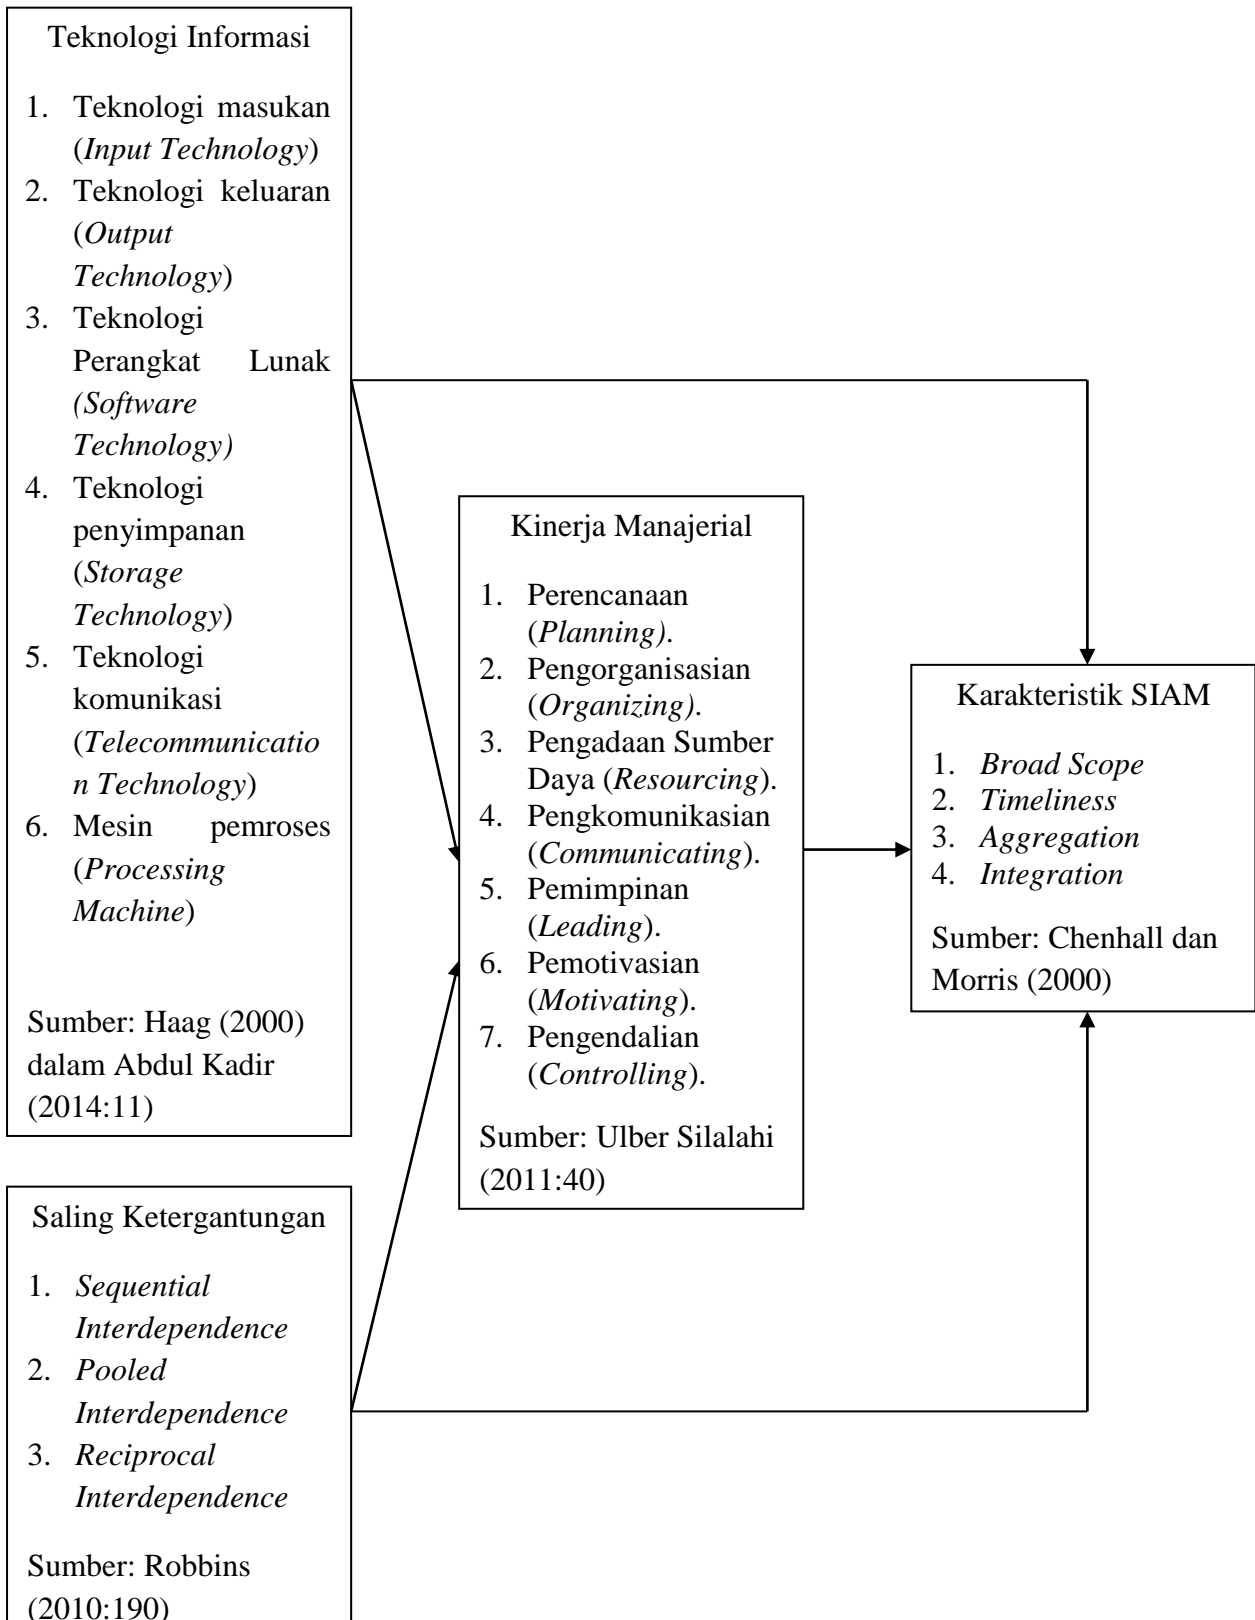 Teknologi Informasi
1. Teknologi masukan
(Input Technology)
2. Teknologi keluaran
(Output
Technology)
3. Teknologi
Perangkat Lunak
(Software
Technology)
4. Teknologi
penyimpanan
(Storage
Technology)
5. Teknologi
komunikasi
(Telecommunicatio
n Technology)
6. Mesin pemroses
(Processing
Machine)
Sumber: Haag (2000)
dalam Abdul Kadir
(2014:11)
Saling Ketergantungan
1. Sequential
Interdependence
2. Pooled
Interdependence
3. Reciprocal
Interdependence
Sumber: Robbins
(2010:190)
Kinerja Manajerial
1. Perencanaan
(Planning).
2. Pengorganisasian
(Organizing).
3. Pengadaan Sumber
Daya (Resourcing).
4. Pengkomunikasian
(Communicating).
5. Pemimpinan
(Leading).
6. Pemotivasian
(Motivating).
7. Pengendalian
(Controlling).
Sumber: Ulber Silalahi
(2011:40)
Karakteristik SIAM
1. Broad Scope
2. Timeliness
3. Aggregation
4. Integration
Sumber: Chenhall dan
Morris (2000)